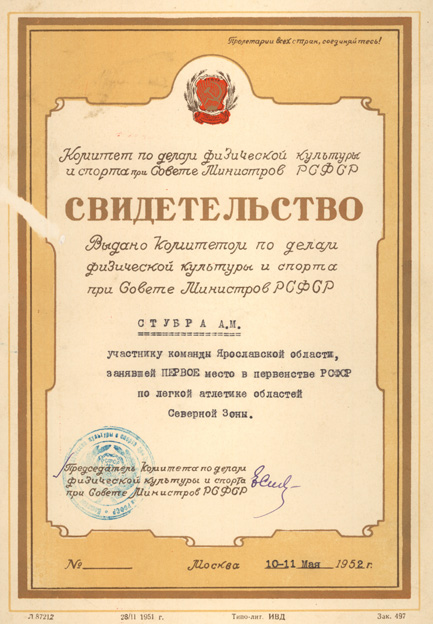 Пролетарии всех стран, соединяйтесь!
Комитет по делам физической культуры
и спорта при Совете Министров РСФСР
СВИДЕТЕЛЬСТВО
Выдано Комитетом по делам
физической культуры и спорта
при Совете Министров РСФСР
СТУБРА А.М.
участнику команды Ярославской области,
занявшей ПЕРВОЕ место в первенстве РСФСР
по легкой атлетике областей
Северной Зоны.
Председатель Комитета по делам
физической культуры и спорта
при Совете Министров РСФСР
№ Москва 10-11 Мая 1952 г.
Л 87212 28/II 1951 г. Типо-лит. ИВД Зак. 497